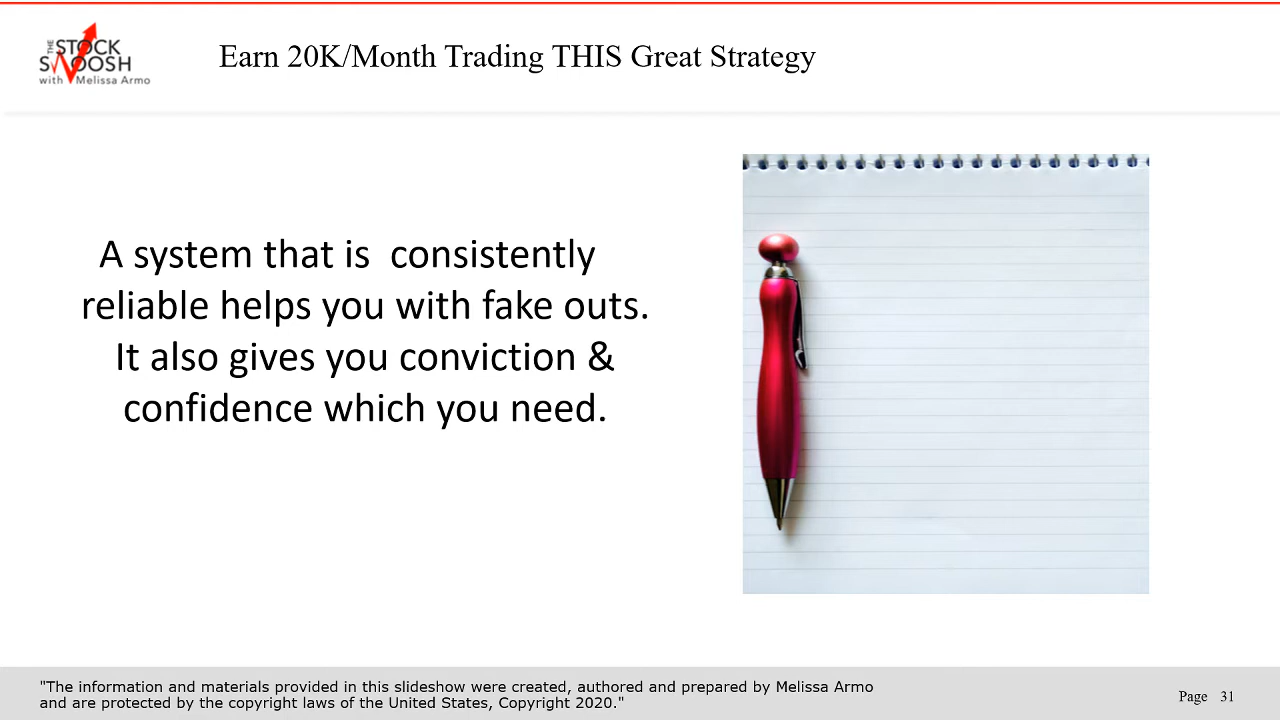 THE
STOCK
SWOOSH
with Melissa Armo
Earn 20K/Month Trading THIS Great Strategy
A system that is  consistently
reliable helps you with fake outs.
It also gives you conviction &
confidence which you need.
"The information and materials provided in this slideshow were created, authored and prepared by Melissa Armo
and are protected by the copyright laws of the United States, Copyright 2020."
Page 31